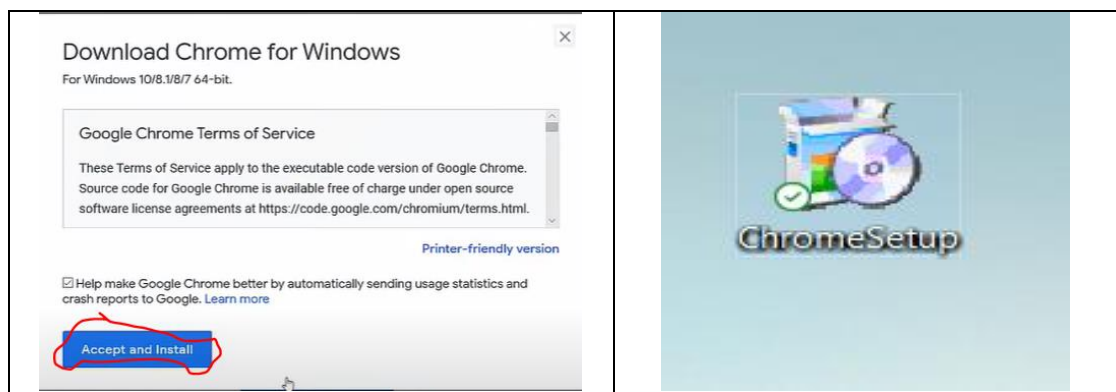 Download Chrome for Windows
For Windows 10/8.1/8/7 64-bit.
Google Chrome Terms of Service
These Terms of Service apply to the executable code version of Google Chrome.
Source code for Google Chrome is available free of charge under open source
software license agreements at https://code.google.com/chromium/terms.html.
Printer-friendly version
Help make Google Chrome better by automatically sending usage statistics and
crash reports to Google. Learn more
Accept and Install
ChromeSetup